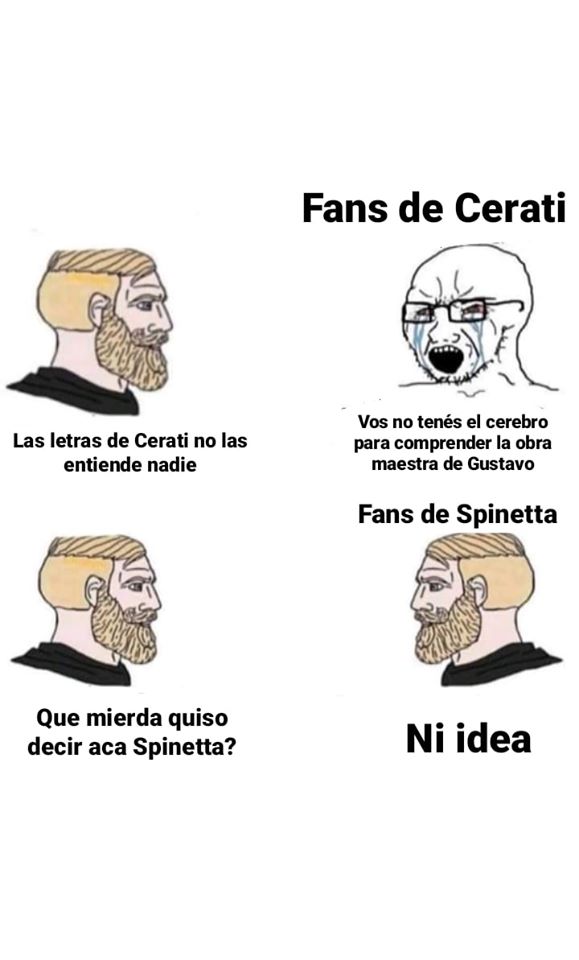 Fans de Cerati
Las letras de Cerati no las
entiende nadie
Vos no tenés el cerebro
para comprender la obra
maestra de Gustavo
Fans de Spinetta
Que mierda quiso
decir aca Spinetta?
Ni idea